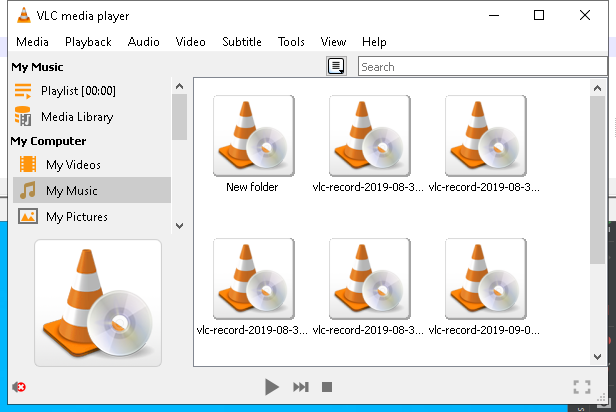 VLC media player
Media Playback Audio Video Subtitle Tools View Help
My Music
Search
Playlist [00:00]
Media Library
My Computer
My Videos
My Music
My Pictures
New folder
vlc-record-2019-08-3...
vlc-record-2019-08-3...
vlc-record-2019-08-3...
vlc-record-2019-08-3...
vlc-record-2019-09-0...